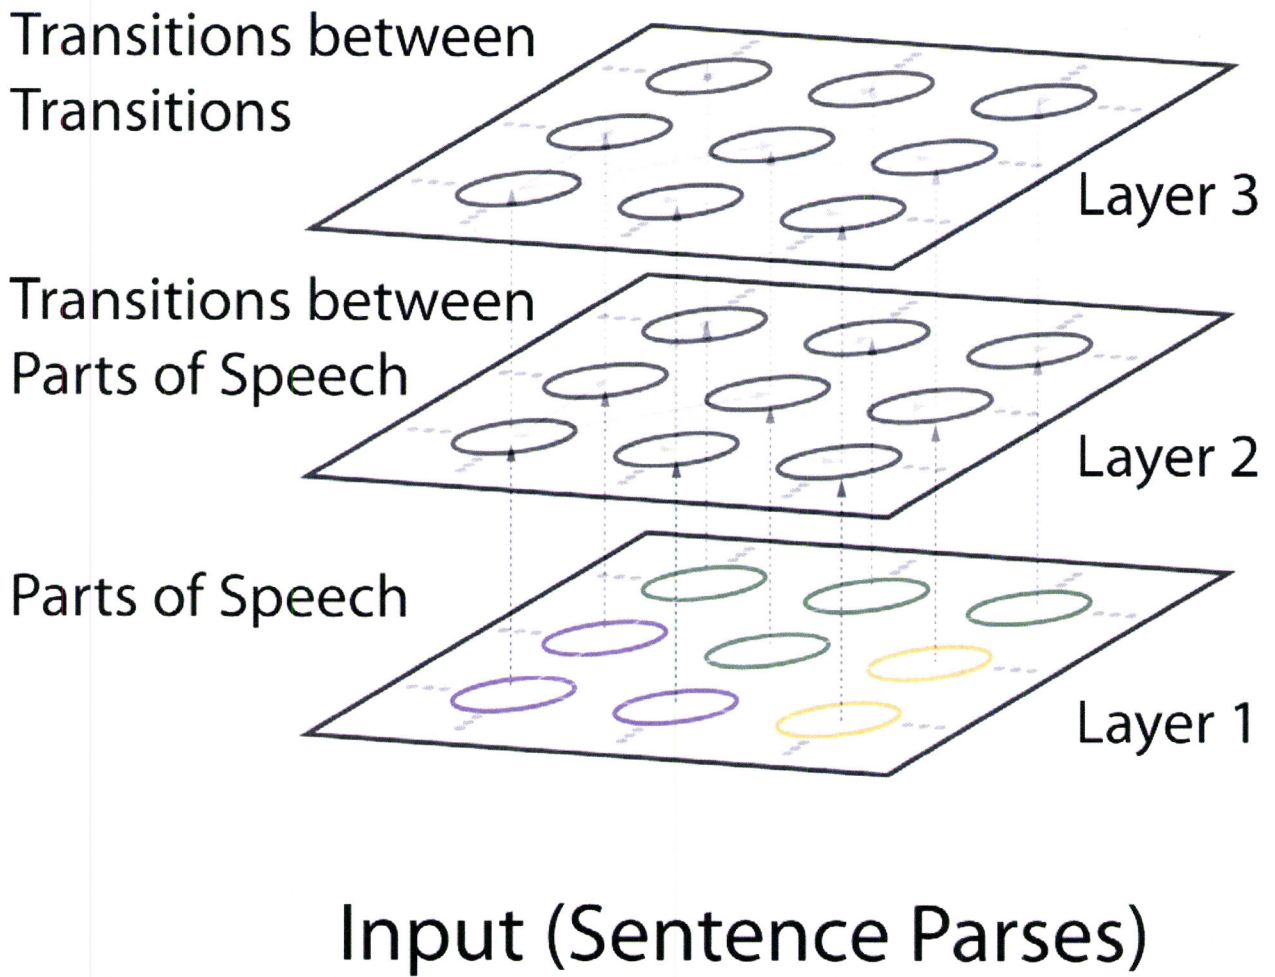 Transitions between
Transitions
Layer 3
Transitions between
Parts of Speech
Layer 2
Parts of Speech
Layer 1
Input (Sentence Parses)